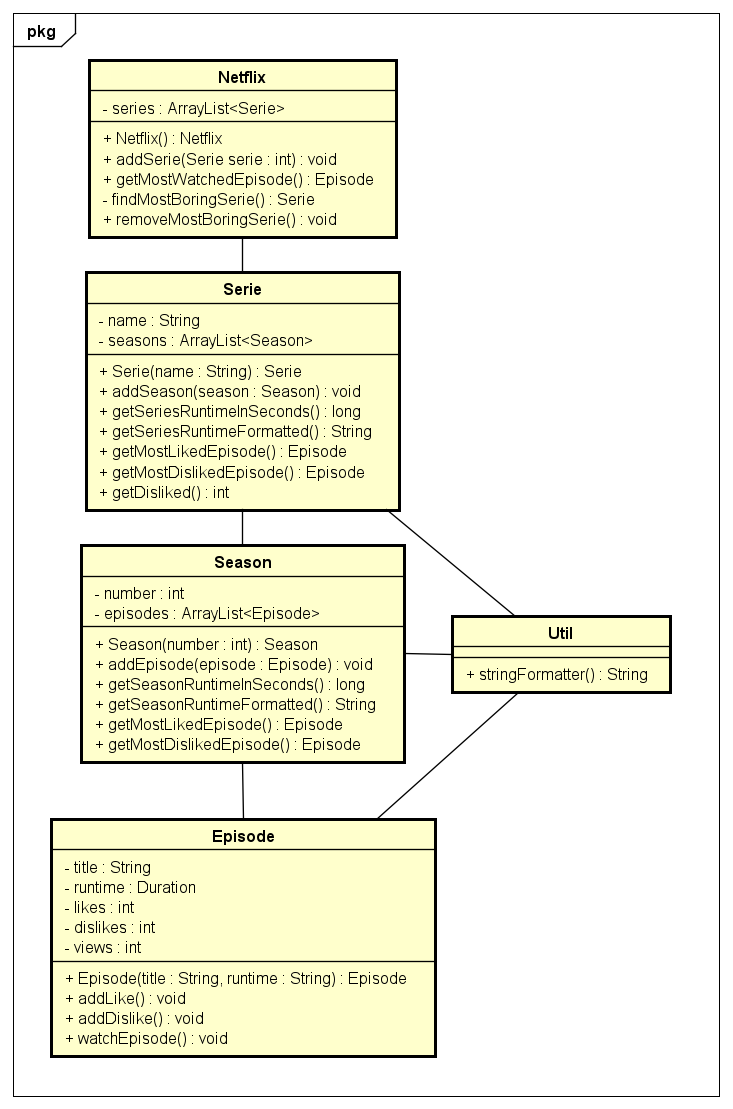 pkg
Netflix
- series : ArrayList<Serie>
+ Netflix() : Netflix
+ addSerie(Serie serie : int) : void
+ getMostWatchedEpisode() : Episode
- findMostBoringSerie() : Serie
+ removeMostBoringSerie() : void
Serie
- name : String
- seasons : ArrayList<Season>
+ Serie(name : String) : Serie
+ addSeason(season : Season) : void
+ getSeriesRuntimeInSeconds() : long
+ getSeriesRuntimeFormatted() : String
+ getMostLikedEpisode() : Episode
+ getMostDislikedEpisode() : Episode
+ getDisliked() : int
Season
- number : int
- episodes : ArrayList<Episode>
+ Season(number : int) : Season
+ addEpisode(episode : Episode) : void
+ getSeasonRuntimeInSeconds() : long
+ getSeasonRuntimeFormatted() : String
+ getMostLikedEpisode() : Episode
+ getMostDislikedEpisode() : Episode
Util
+ stringFormatter() : String
Episode
- title : String
- runtime : Duration
- likes : int
- dislikes : int
- views : int
+ Episode(title : String, runtime : String) : Episode
+ addLike() : void
+ addDislike() : void
+ watchEpisode() : void